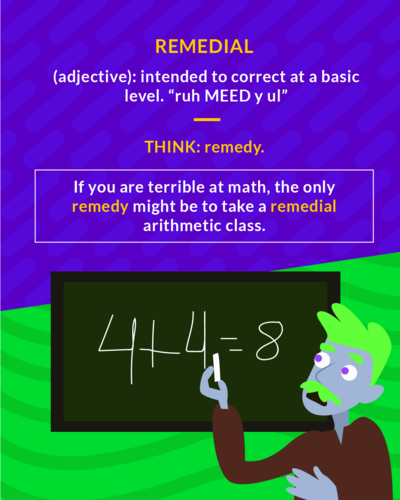 REMEDIAL
(adjective): intended to correct at a basic
level. “ruh MEED y ul”
THINK: remedy.
If you are terrible at math, the only
remedy might be to take a remedial
arithmetic class.
4+4=8